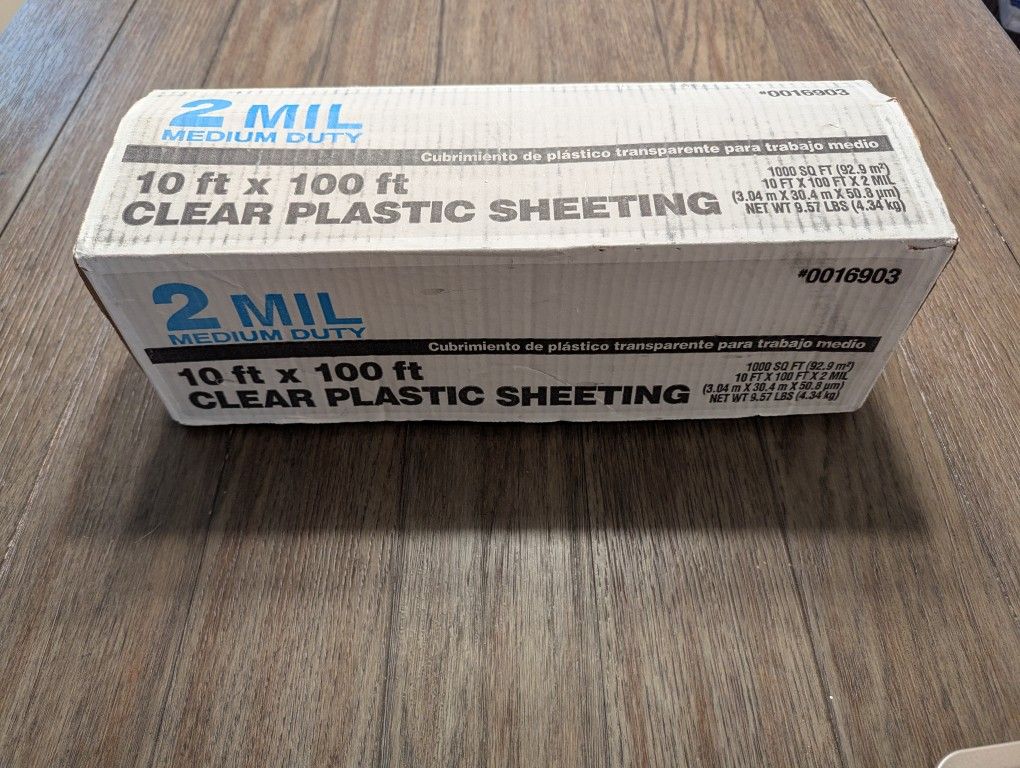 2 MIL
MEDIUM DUTY
#0016903
Cubrimiento de plástico transparente para trabajo medio
10 ft x 100 ft
CLEAR PLASTIC SHEETING
1000 SQ FT (92.9 m²)
10 FT X 100 FT X 2 MIL
(3.04 m X 30.4 m X 50.8 µm)
NET WT 9.57 LBS (4.34 kg)
2 MIL
MEDIUM DUTY
#0016903
Cubrimiento de plástico transparente para trabajo medio
10 ft x 100 ft
CLEAR PLASTIC SHEETING
1000 SQ FT (92.9 m²)
10 FT X 100 FT X 2 MIL
(3.04 m X 30.4 m X 50.8 µm)
NET WT 9.57 LBS (4.34 kg)